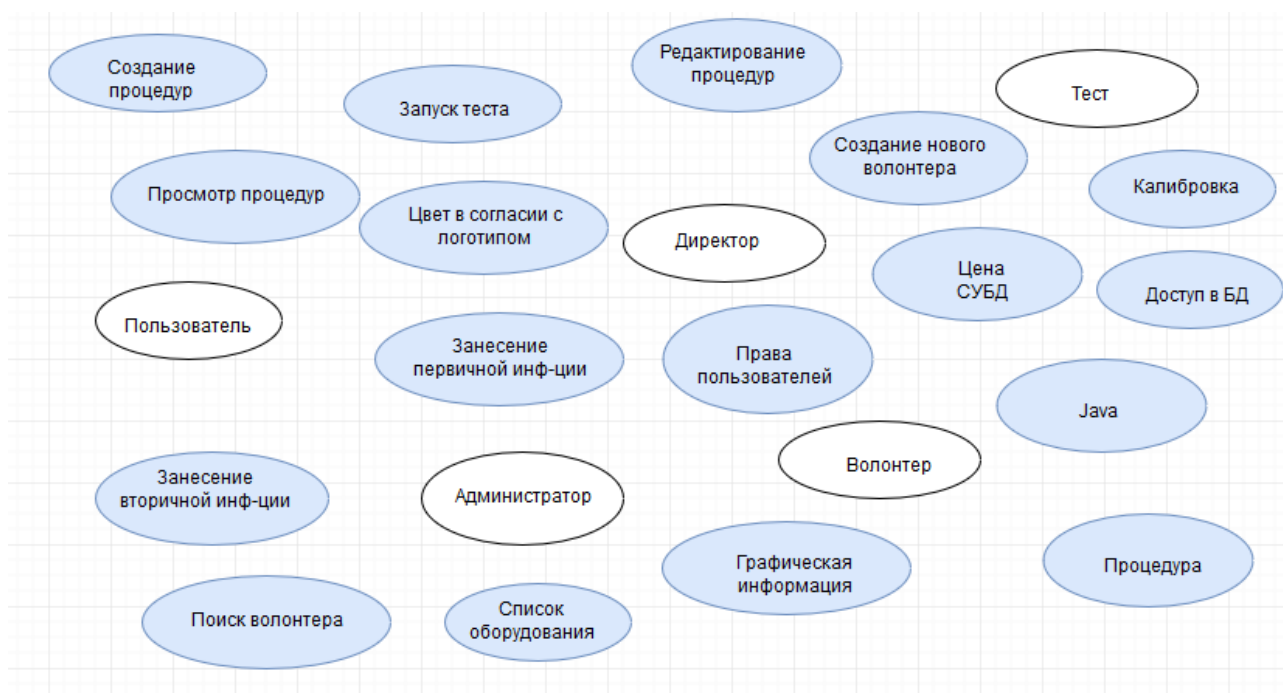 Создание
процедур
Запуск теста
Редактирование
процедур
Тест
Создание нового
волонтера
Просмотр процедур
Калибровка
Цвет в согласии с
логотипом
Директор
Цена
СУБД
Доступ в БД
Пользователь
Занесение
первичной инф-ции
Права
пользователей
Java
Волонтер
Занесение
вторичной инф-ции
Администратор
Графическая
информация
Процедура
Поиск волонтера
Список
оборудования